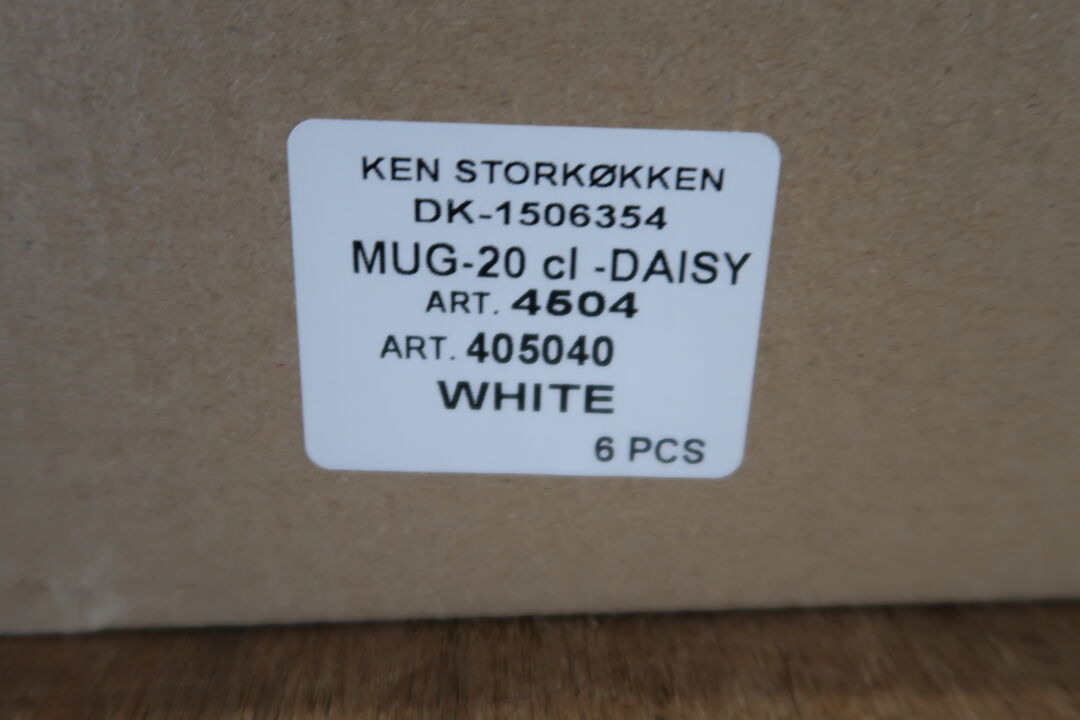 KEN STORKØKKEN
DK-1506354
MUG-20 cl -DAISY
ART. 4504
ART. 405040
WHITE
6 PCS